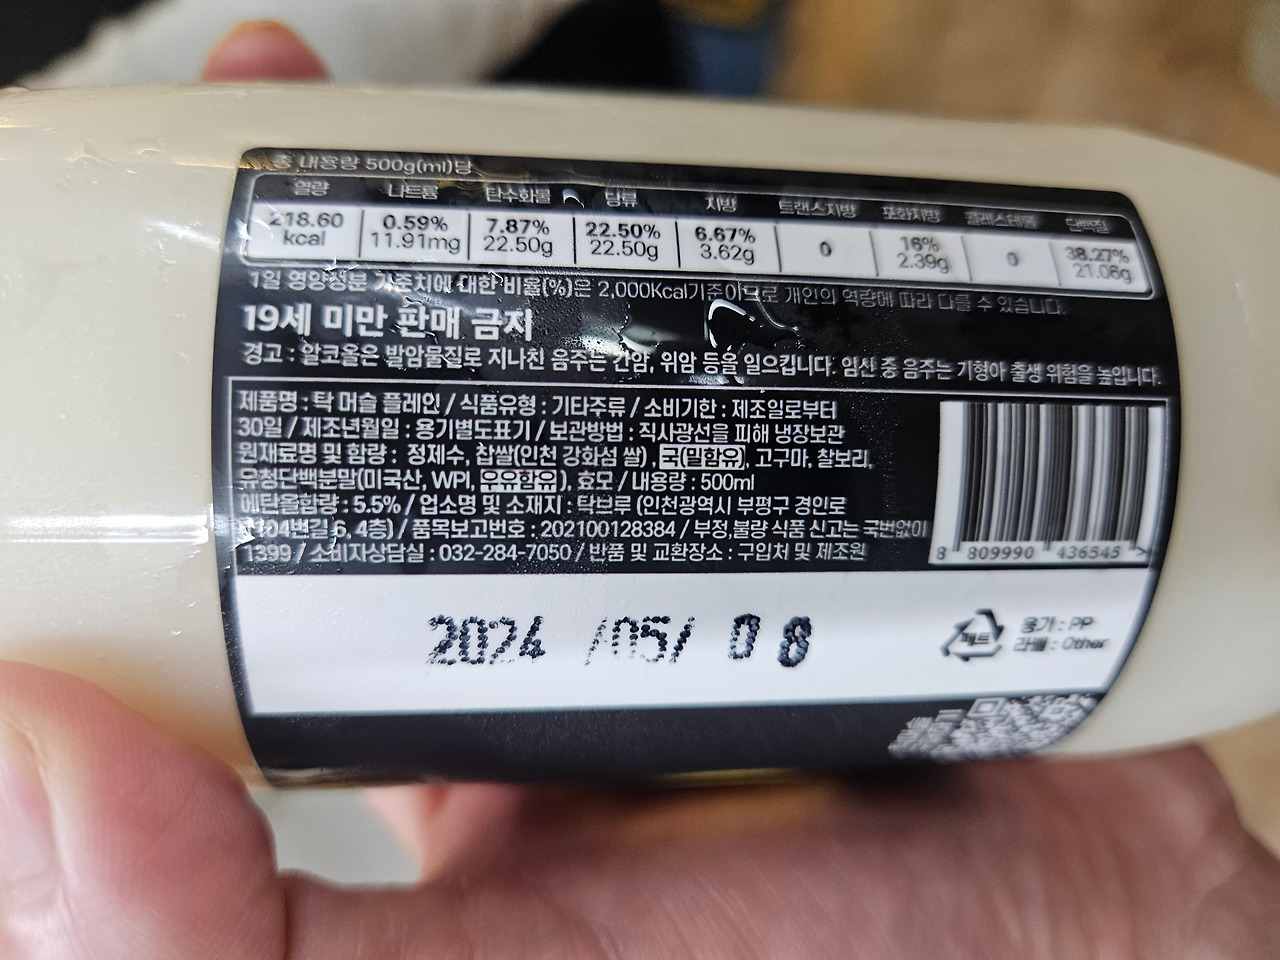 총 내용량 500g(ml)당
열량 나트륨 탄수화물 당류 지방 트랜스지방 포화지방 콜레스테롤 단백질
218.60 0.59% 7.87% 22.50% 6.67% 0 16% 0 38.27%
kcal 11.91mg 22.50g 22.50g 3.62g 2.39g 21.06g
1일 영양성분 기준치에 대한 비율(%)은 2,000Kcal기준이므로 개인의 역량에 따라 다를 수 있습니다.
19세 미만 판매 금지
경고 : 알코올은 발암물질로 지나친 음주는 간암, 위암 등을 일으킵니다. 임산 중 음주는 기형아 출생 위험을 높입니다.
제품명 : 탁 머슬 플레인 / 식품유형 : 기타주류 / 소비기한 : 제조일로부터
30일 / 제조년월일 : 용기별도표기 / 보관방법 : 직사광선을 피해 냉장보관
원재료명 및 함량 : 정제수, 찹쌀(인천 강화섬 쌀) , 국(밀함유), 고구마, 찰보리,
유청단백분말(미국산, WPI, 우유함유 ), 효모 / 내용량 : 500ml
에탄올함량 : 5.5% / 업소명 및 소재지 : 탁브루 (인천광역시 부평구 경인로
1104번길 6, 4층) / 품목보고번호 : 202100128384 / 부정,불량 식품 신고는 국번없이
1399 / 소비자상담실 : 032-284-7050 / 반품 및 교환장소 : 구입처 및 제조원
8 809990 436545 >
2024 /05/ 08
페트
용기 : PP
라벨 : Other